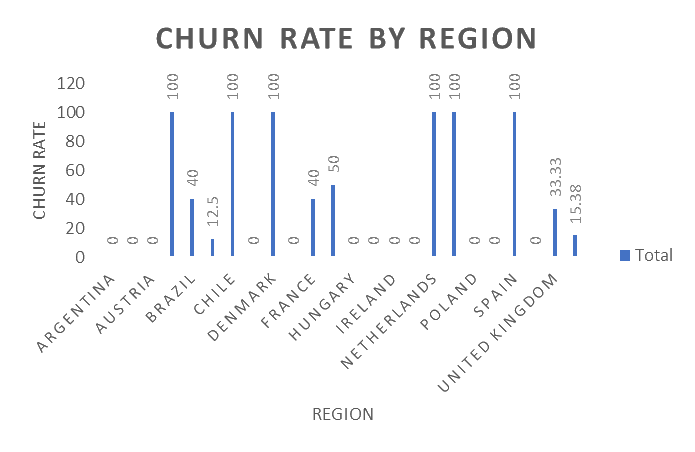 CHURN RATE BY REGION
CHURN RATE
120
100
80
60
40
20
0
0
0
0
100
40
12.5
100
0
100
0
40
50
0
0
0
0
100
100
0
0
100
0
33.33
15.38
ARGENTINA
AUSTRIA
BRAZIL
CHILE
DENMARK
FRANCE
HUNGARY
IRELAND
NETHERLANDS
POLAND
SPAIN
UNITED KINGDOM
REGION
Total